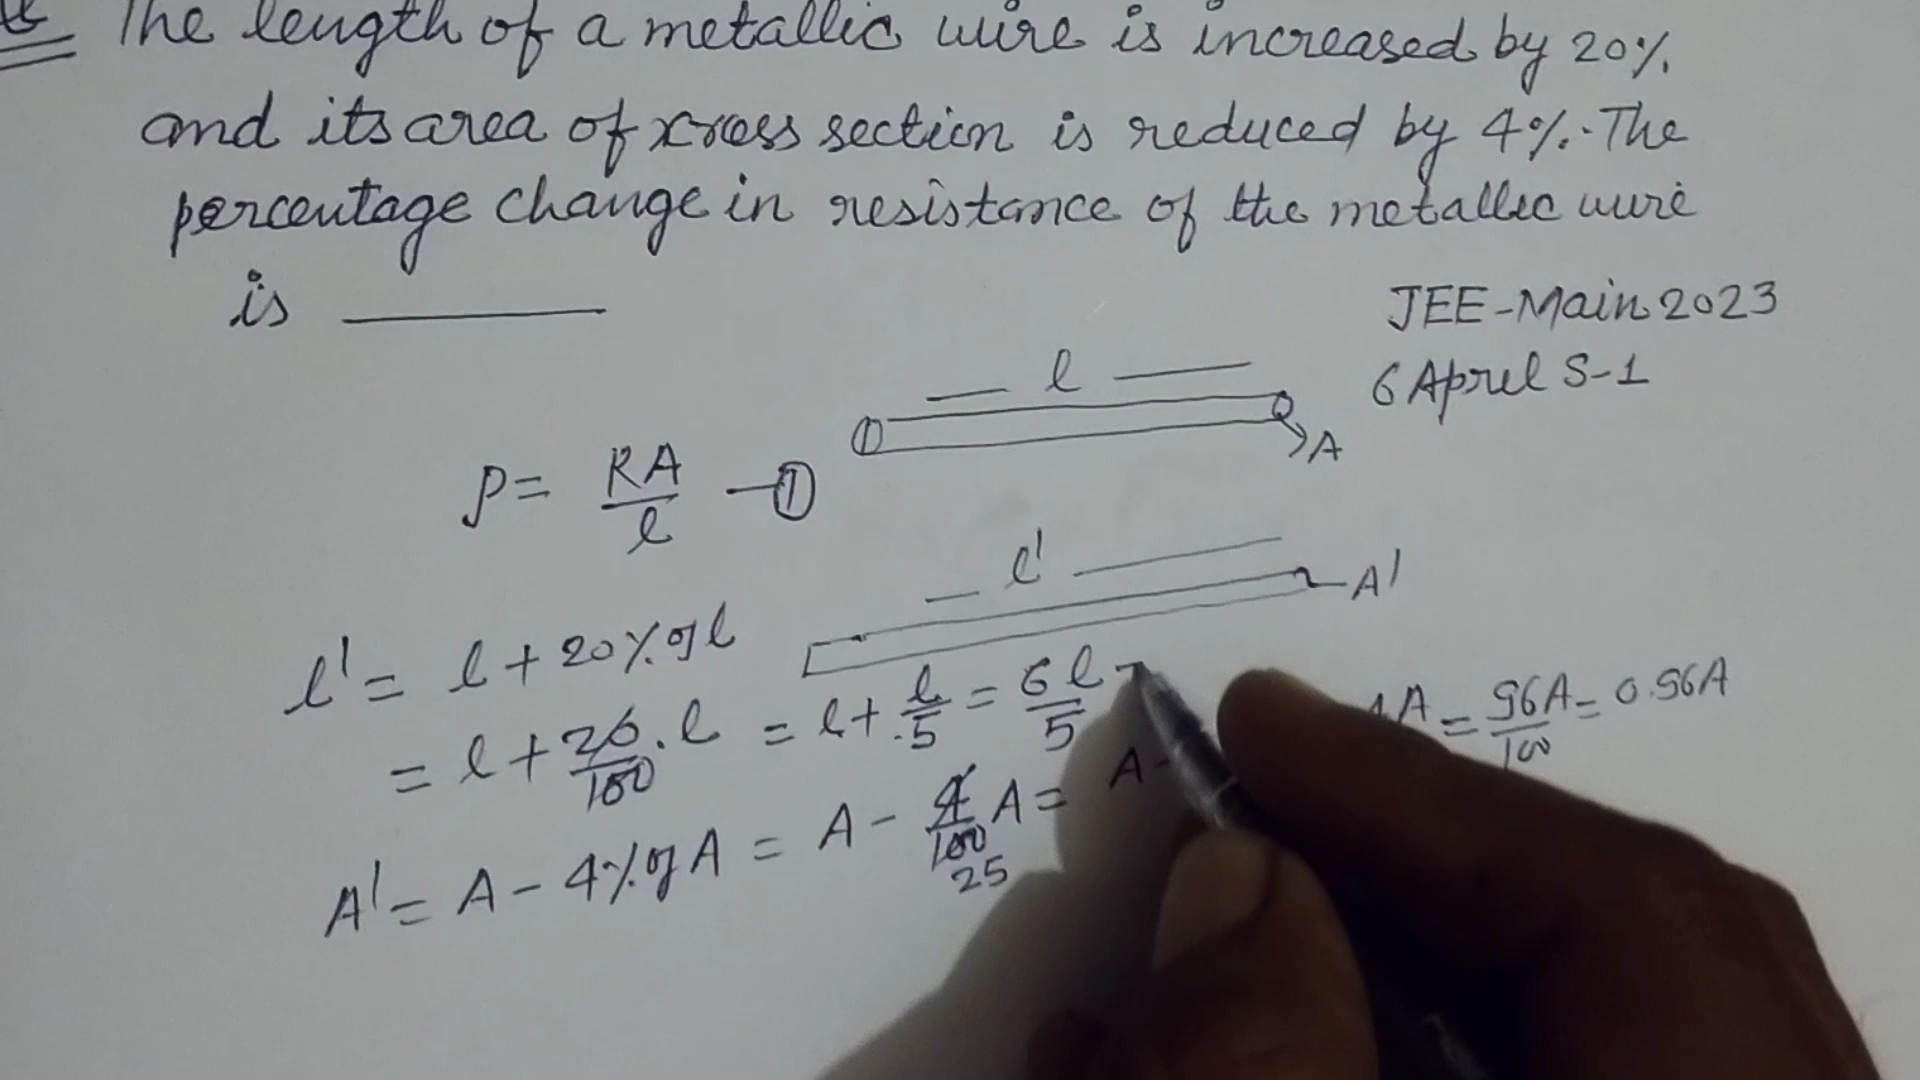 The length of a metallic wire is increased by 20%
and its area of xross section is reduced by 4%. The
percentage change in resistance of the metallic wire
is ______
JEE-Main 2023
6 April S-1
l
A
ρ = RA/l —①
l'
A'
l' = l + 20% of l
= l + 20/100 . l = l + l/5 = 6l/5
A' = A - 4% of A = A - 4/100 A = A -
25
A = 96A/100 = 0.96A